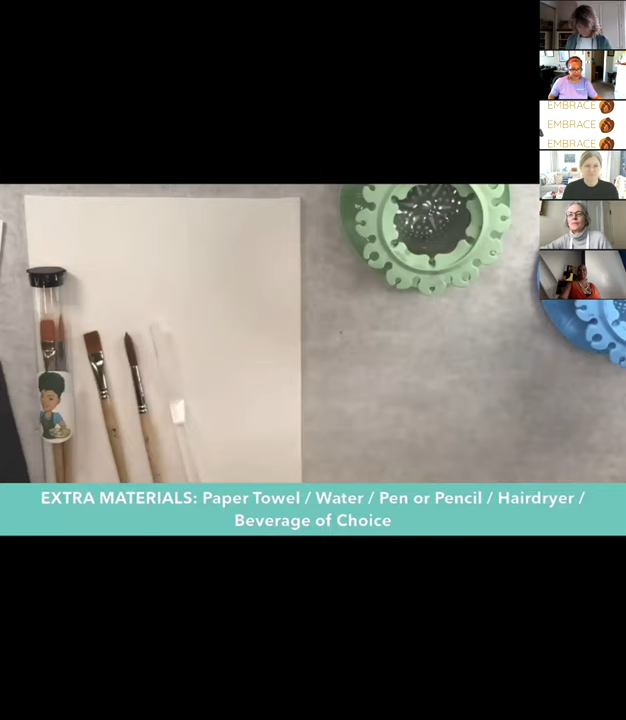 EMBRACE
EMBRACE
EMBRACE
EXTRA MATERIALS: Paper Towel / Water / Pen or Pencil / Hairdryer /
Beverage of Choice